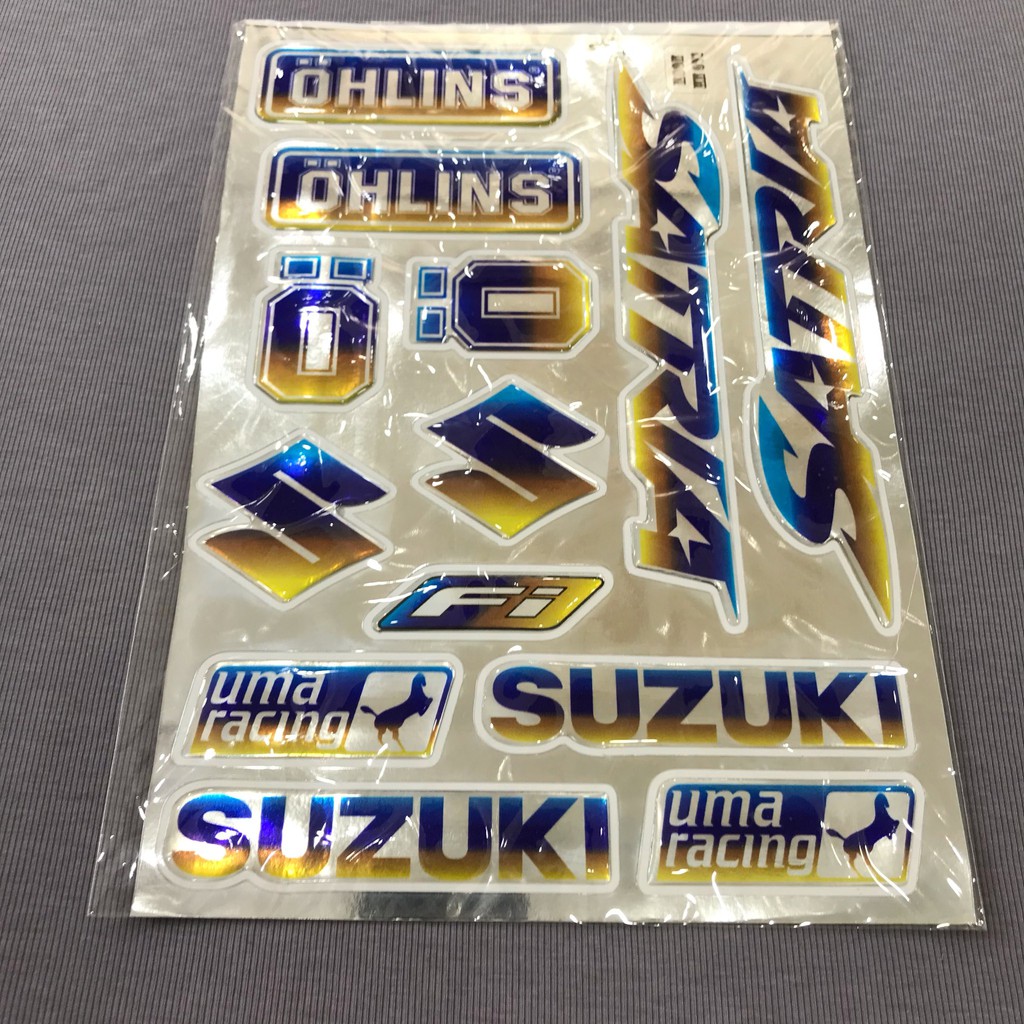 ÖHLINS
ÖHLINS
Ö
Ö
SATRIA
SATRIA
Fi
uma
racing
SUZUKI
SUZUKI
uma
racing